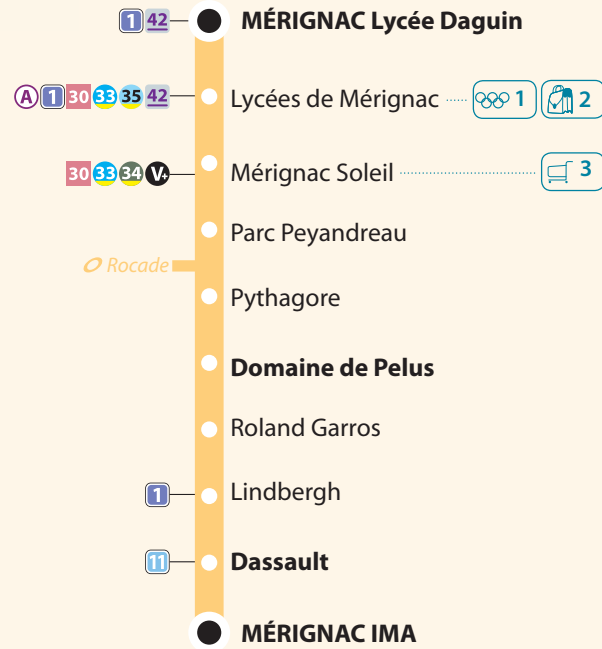 1 42 MÉRIGNAC Lycée Daguin
A 1 30 33 35 42 Lycées de Mérignac 1 2
30 33 34 V+ Mérignac Soleil 3
Parc Peyandreau
Rocade
Pythagore
Domaine de Pelus
Roland Garros
1 Lindbergh
11 Dassault
MÉRIGNAC IMA